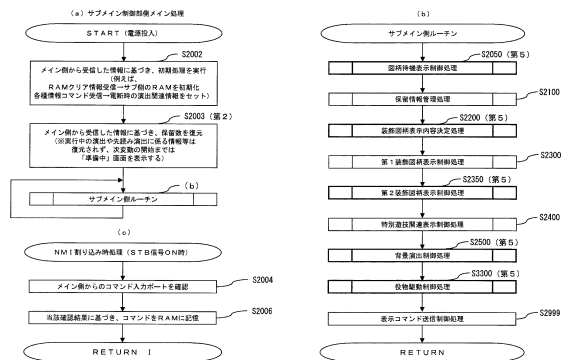 (a) サブメイン制御部側メイン処理
START (電源投入)
S2002
メイン側から受信した情報に基づき、初期処理を実行
(例えば、
RAMクリア情報受信→サブ側のRAMを初期化
各種情報コマンド受信→電断時の演出関連情報をセット)
S2003 (第2)
メイン側から受信した情報に基づき、保留数を復元
(※実行中の演出や先読み演出に係る情報等は
復元されず、次変動の開始までは
「準備中」画面を表示する)
(b)
サブメイン側ルーチン
(c)
NMI割り込み時処理 (STB信号ON時)
S2004
メイン側からのコマンド入力ポートを確認
S2006
当該確認結果に基づき、コマンドをRAMに記憶
RETURN I
(b)
サブメイン側ルーチン
S2050 (第5)
図柄待機表示制御処理
S2100
保留情報管理処理
S2200 (第5)
装飾図柄表示内容決定処理
S2300
第1装飾図柄表示制御処理
S2350 (第5)
第2装飾図柄表示制御処理
S2400
特別遊技関連表示制御処理
S2500 (第5)
背景演出制御処理
S3300 (第5)
役物駆動制御処理
S2999
表示コマンド送信制御処理
RETURN